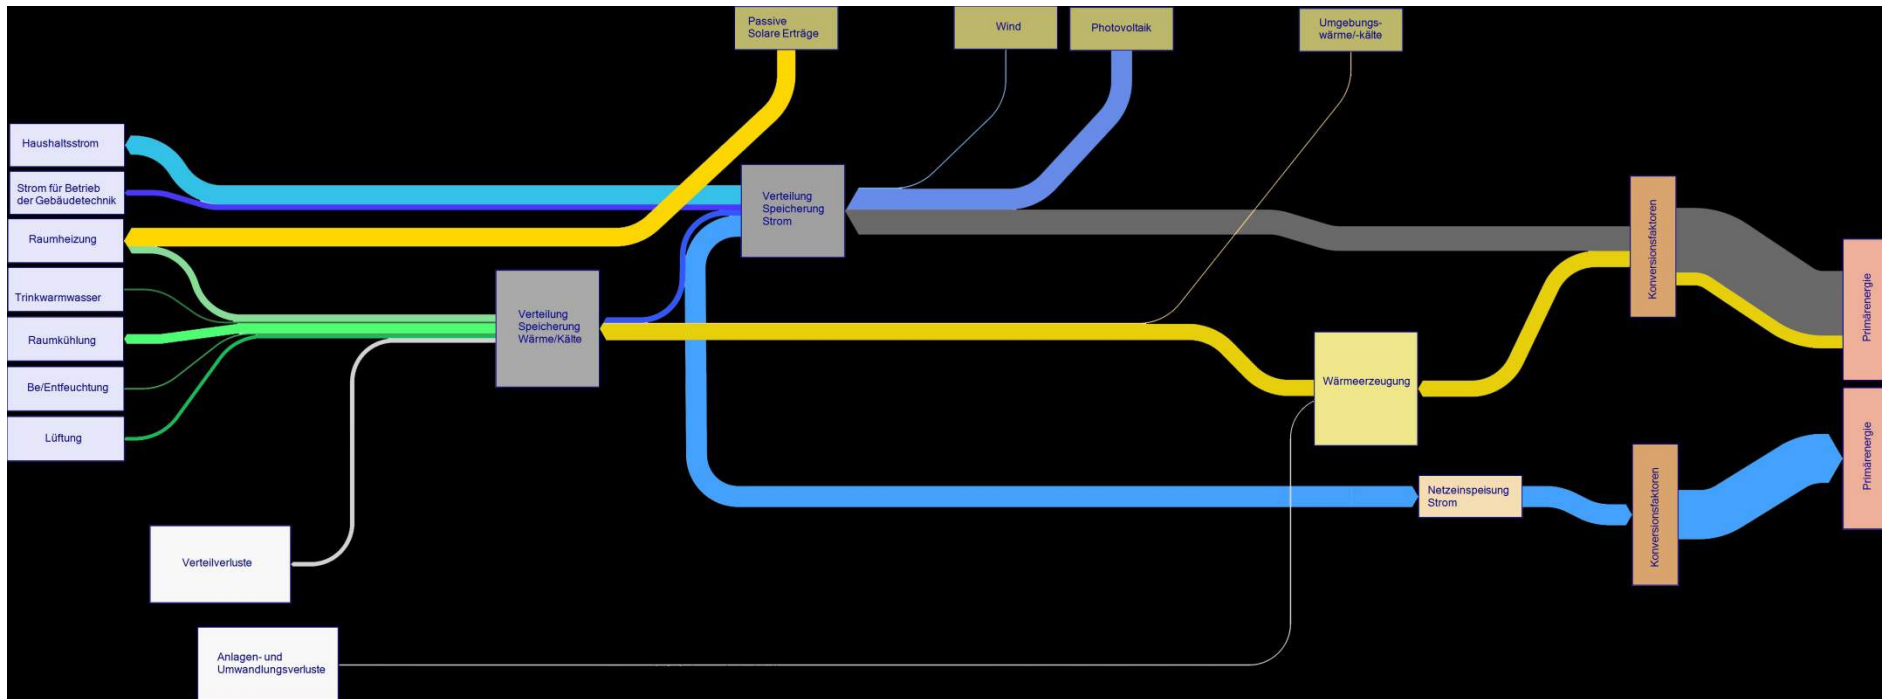 Passive
Solare Erträge
Wind
Photovoltaik
Umgebungs-
wärme/-kälte
Haushaltsstrom
Strom für Betrieb
der Gebäudetechnik
Raumheizung
Trinkwarmwasser
Raumkühlung
Be/Entfeuchtung
Lüftung
Verteilung
Speicherung
Strom
Verteilung
Speicherung
Wärme/Kälte
Wärmeerzeugung
Netzeinspeisung
Strom
Konversionsfaktoren
Primärenergie
Konversionsfaktoren
Primärenergie
Verteilverluste
Anlagen- und
Umwandlungsverluste